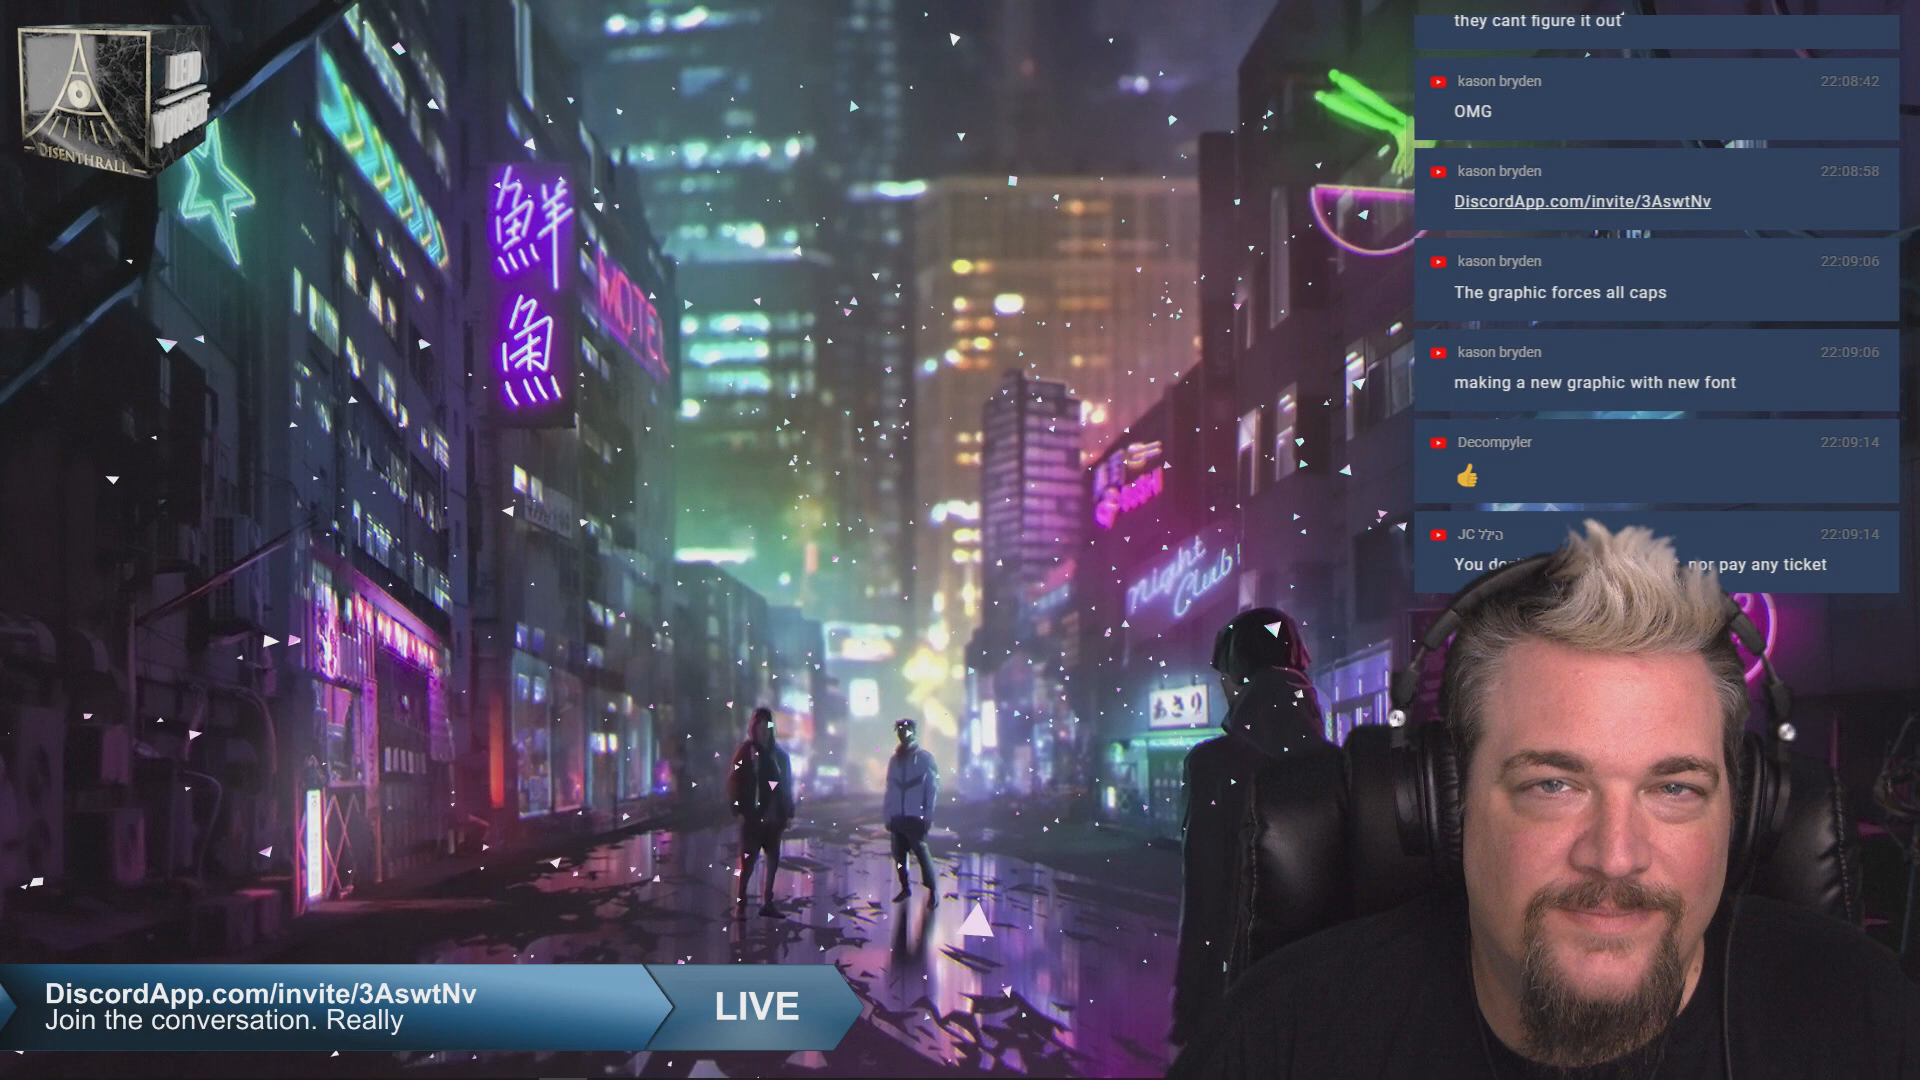 they cant figure it out
kason bryden 22:08:42
OMG
kason bryden 22:08:58
DiscordApp.com/invite/3AswtNv
kason bryden 22:09:06
The graphic forces all caps
kason bryden 22:09:06
making a new graphic with new font
Decompyler 22:09:14
👍
JC הילל 22:09:14
You nor pay any ticket
DISENTHRALL
YOURSELF
鮮
魚
MOTEL
night
Club!
あさり
DiscordApp.com/invite/3AswtNv
Join the conversation. Really
LIVE